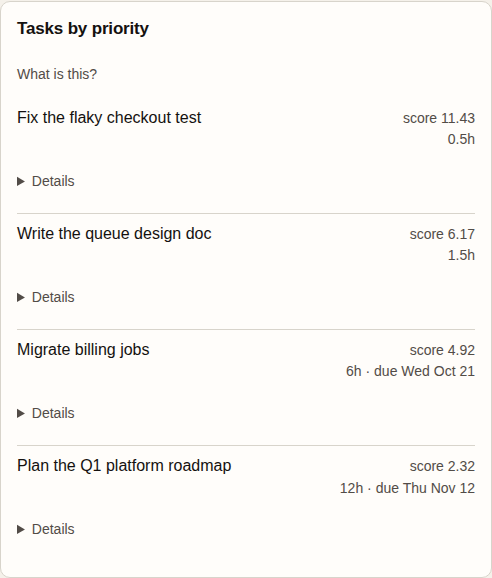 Tasks by priority
What is this?
Fix the flaky checkout test
score 11.43
0.5h
Details
Write the queue design doc
score 6.17
1.5h
Details
Migrate billing jobs
score 4.92
6h · due Wed Oct 21
Details
Plan the Q1 platform roadmap
score 2.32
12h · due Thu Nov 12
Details